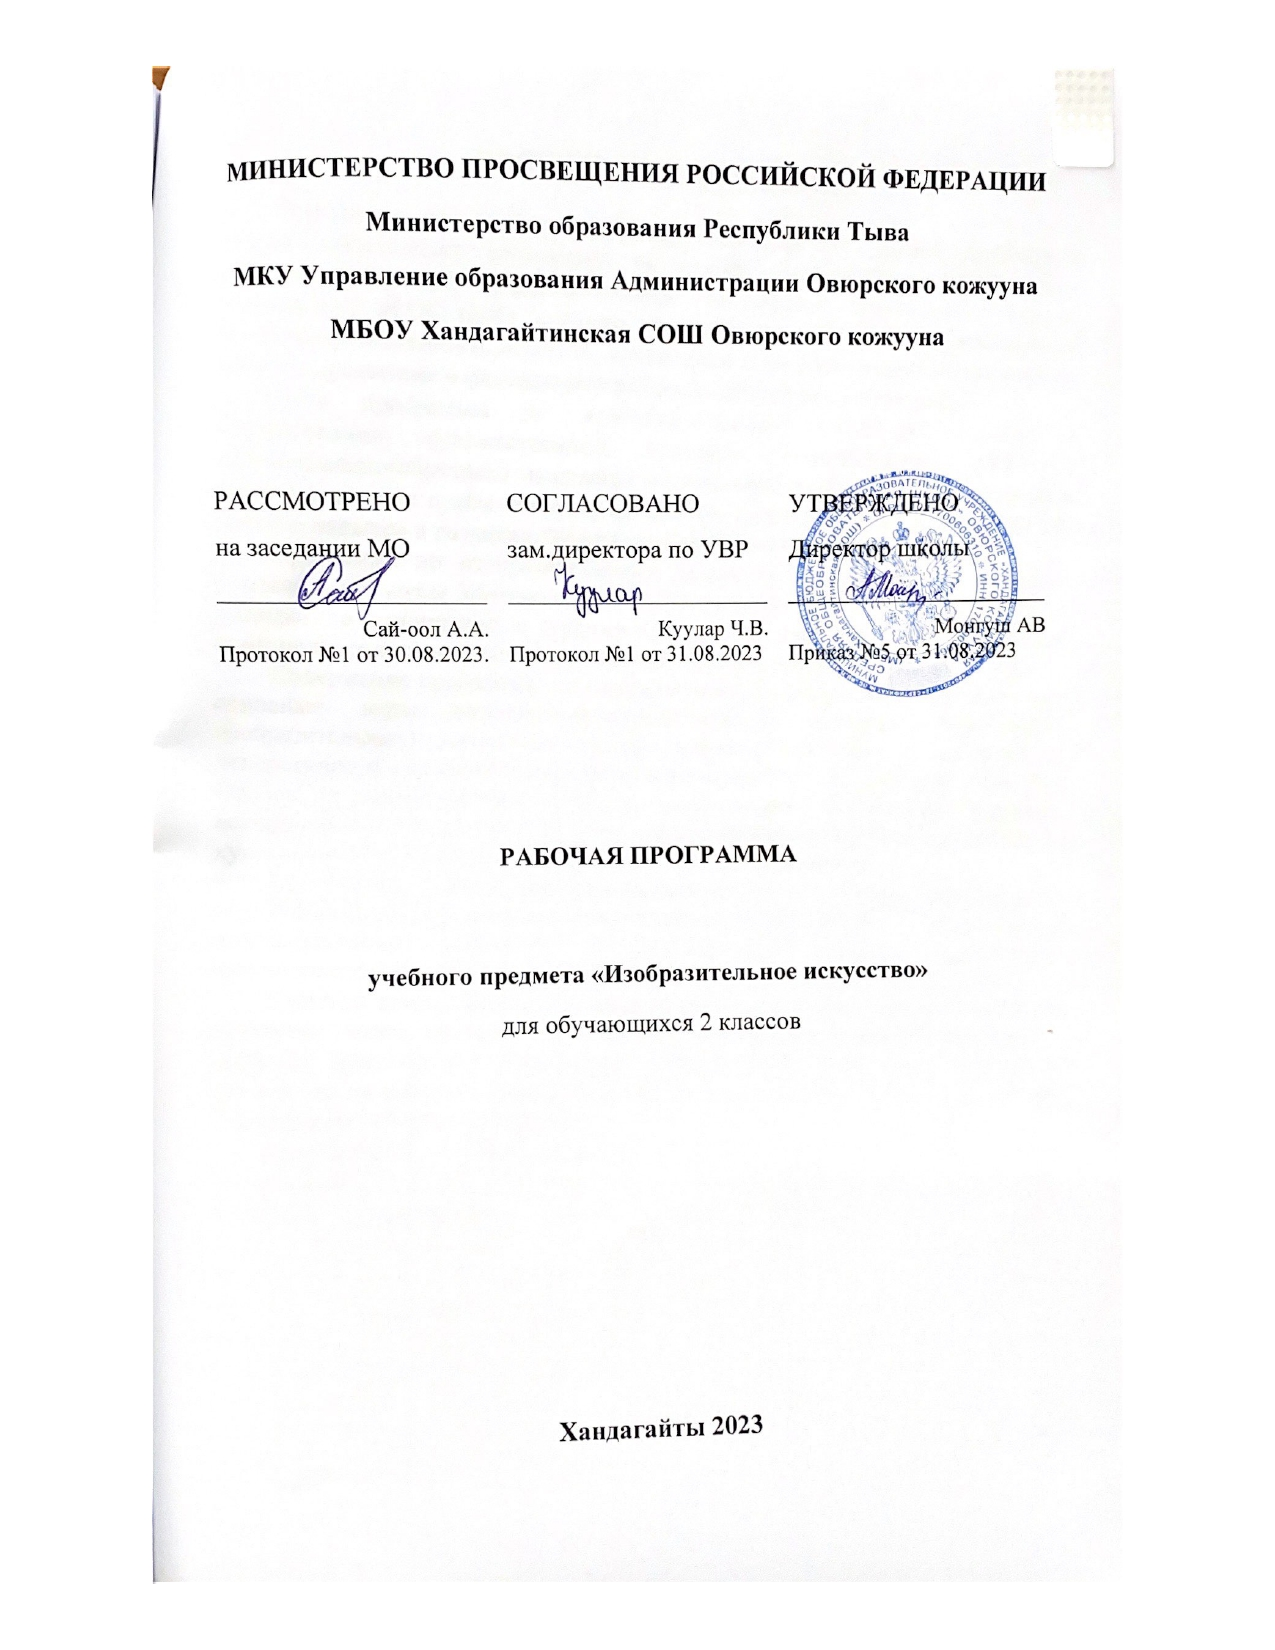 МИНИСТЕРСТВО ПРОСВЕЩЕНИЯ РОССИЙСКОЙ ФЕДЕРАЦИИ
Министерство образования Республики Тыва
МКУ Управление образования Администрации Овюрского кожууна
МБОУ Хандагайтинская СОШ Овюрского кожууна
РАССМОТРЕНО
на заседании МО
Сай-оол А.А.
Протокол №1 от 30.08.2023.
СОГЛАСОВАНО
зам.директора по УВР
Куулар
Куулар Ч.В.
Протокол №1 от 31.08.2023
УТВЕРЖДЕНО
Директор школы
Монгуш АВ
Приказ №5 от 31.08.2023
РАБОЧАЯ ПРОГРАММА
учебного предмета «Изобразительное искусство»
для обучающихся 2 классов
Хандагайты 2023